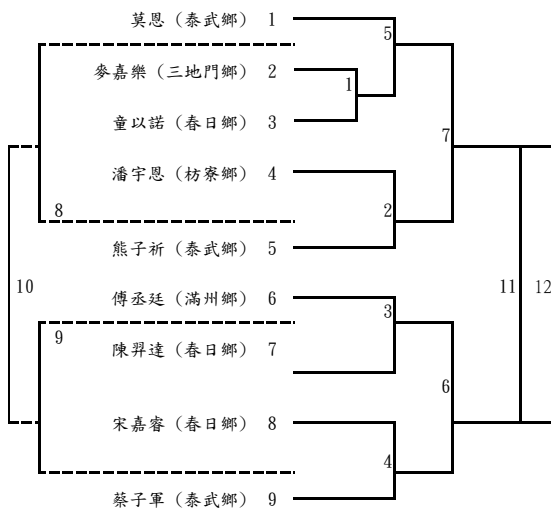 莫恩（泰武鄉） 1
5
麥嘉樂（三地門鄉） 2
1
童以諾（春日鄉） 3
7
潘宇恩（枋寮鄉） 4
8
2
熊子祈（泰武鄉） 5
10
11
12
傅丞廷（滿州鄉） 6
3
9
陳羿達（春日鄉） 7
6
宋嘉睿（春日鄉） 8
4
蔡子軍（泰武鄉） 9